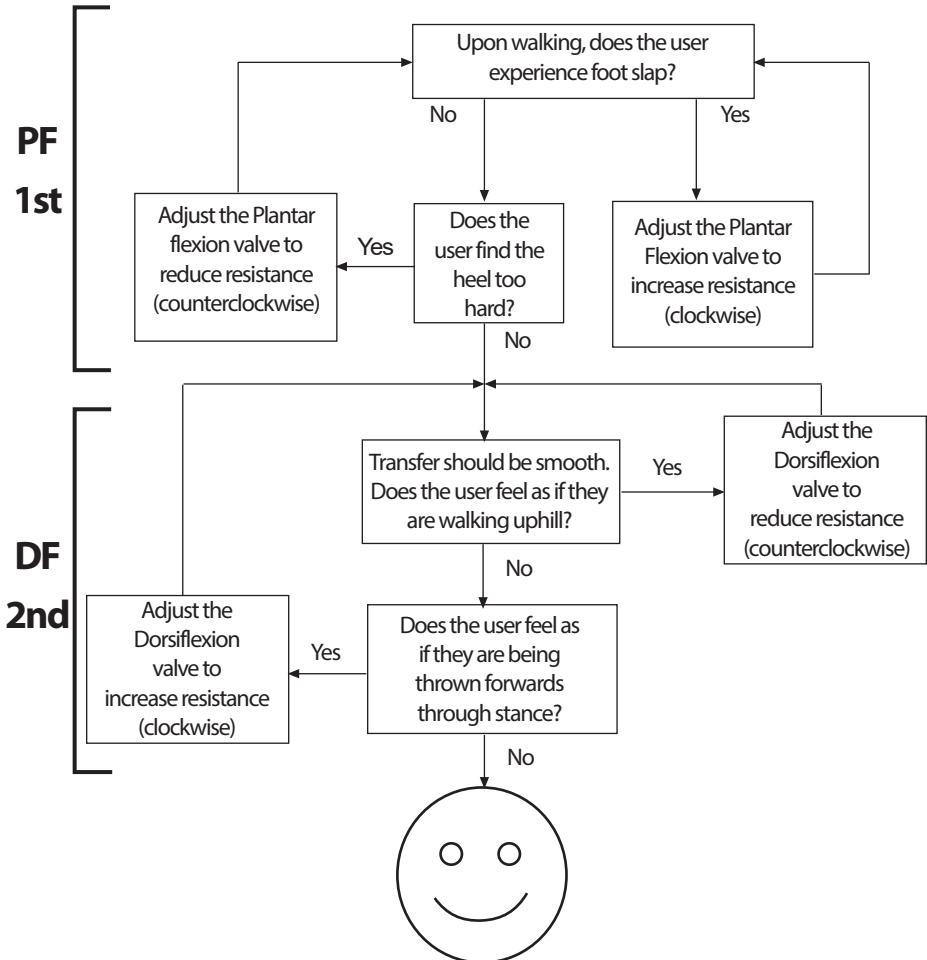 Upon walking, does the user
experience foot slap?
No
Yes
PF
1st
Adjust the Plantar
flexion valve to
reduce resistance
(counterclockwise)
Yes
Does the
user find the
heel too
hard?
Adjust the Plantar
Flexion valve to
increase resistance
(clockwise)
No
Transfer should be smooth.
Does the user feel as if they
are walking uphill?
Yes
Adjust the
Dorsiflexion
valve to
reduce resistance
(counterclockwise)
DF
2nd
No
Adjust the
Dorsiflexion
valve to
increase resistance
(clockwise)
Yes
Does the user feel as
if they are being
thrown forwards
through stance?
No